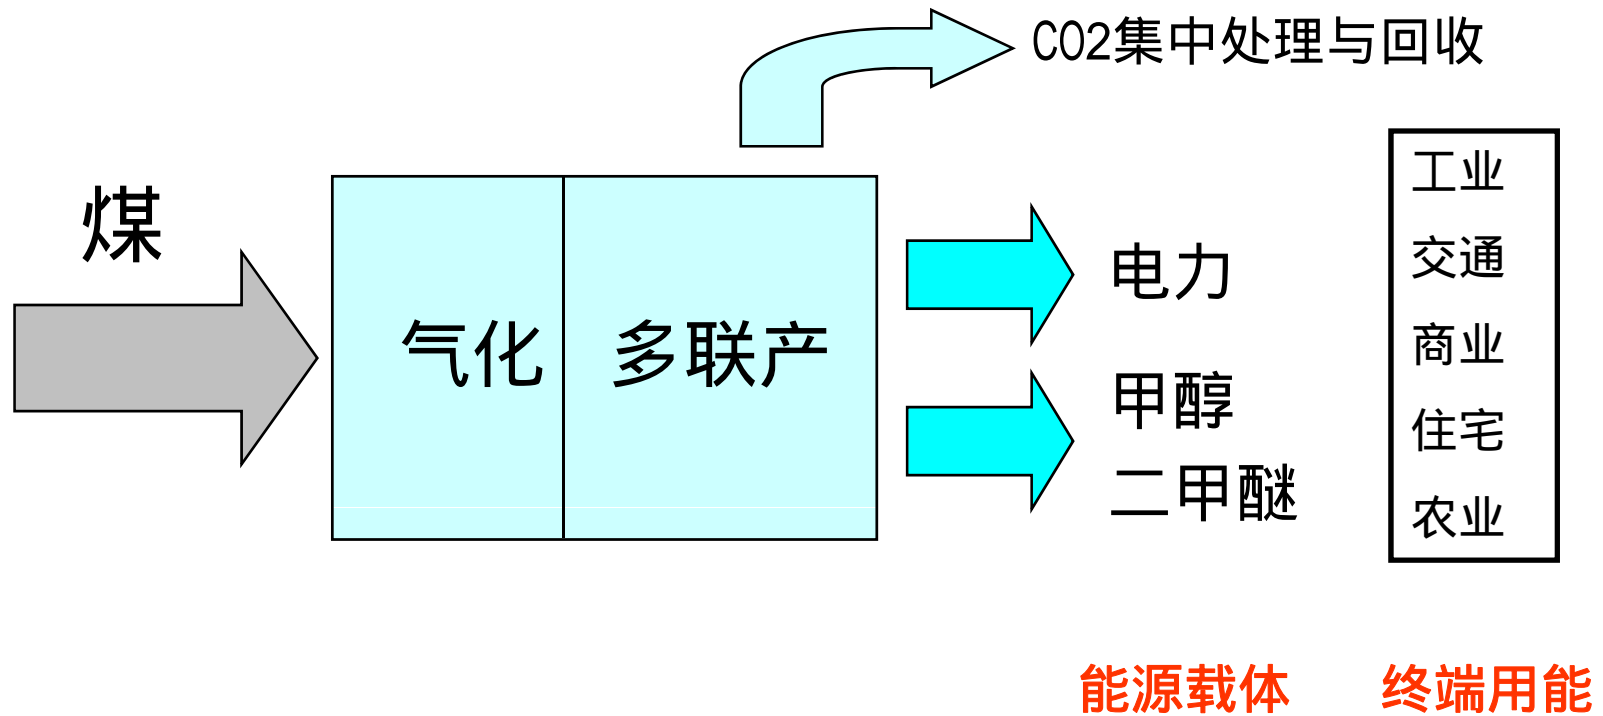 CO2集中处理与回收
煤
气化
多联产
电力
甲醇
二甲醚
工业
交通
商业
住宅
农业
能源载体
终端用能